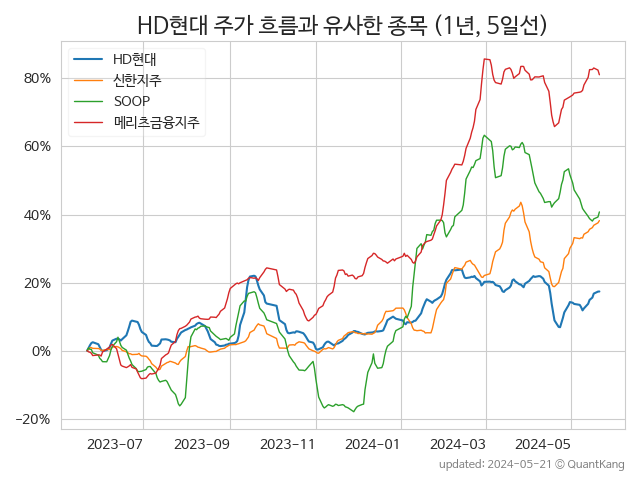 HD현대 주가 흐름과 유사한 종목 (1년, 5일선)
HD현대
신한지주
SOOP
메리츠금융지주
80%
60%
40%
20%
0%
−20%
2023-07
2023-09
2023-11
2024-01
2024-03
2024-05
updated: 2024-05-21 © QuantKang